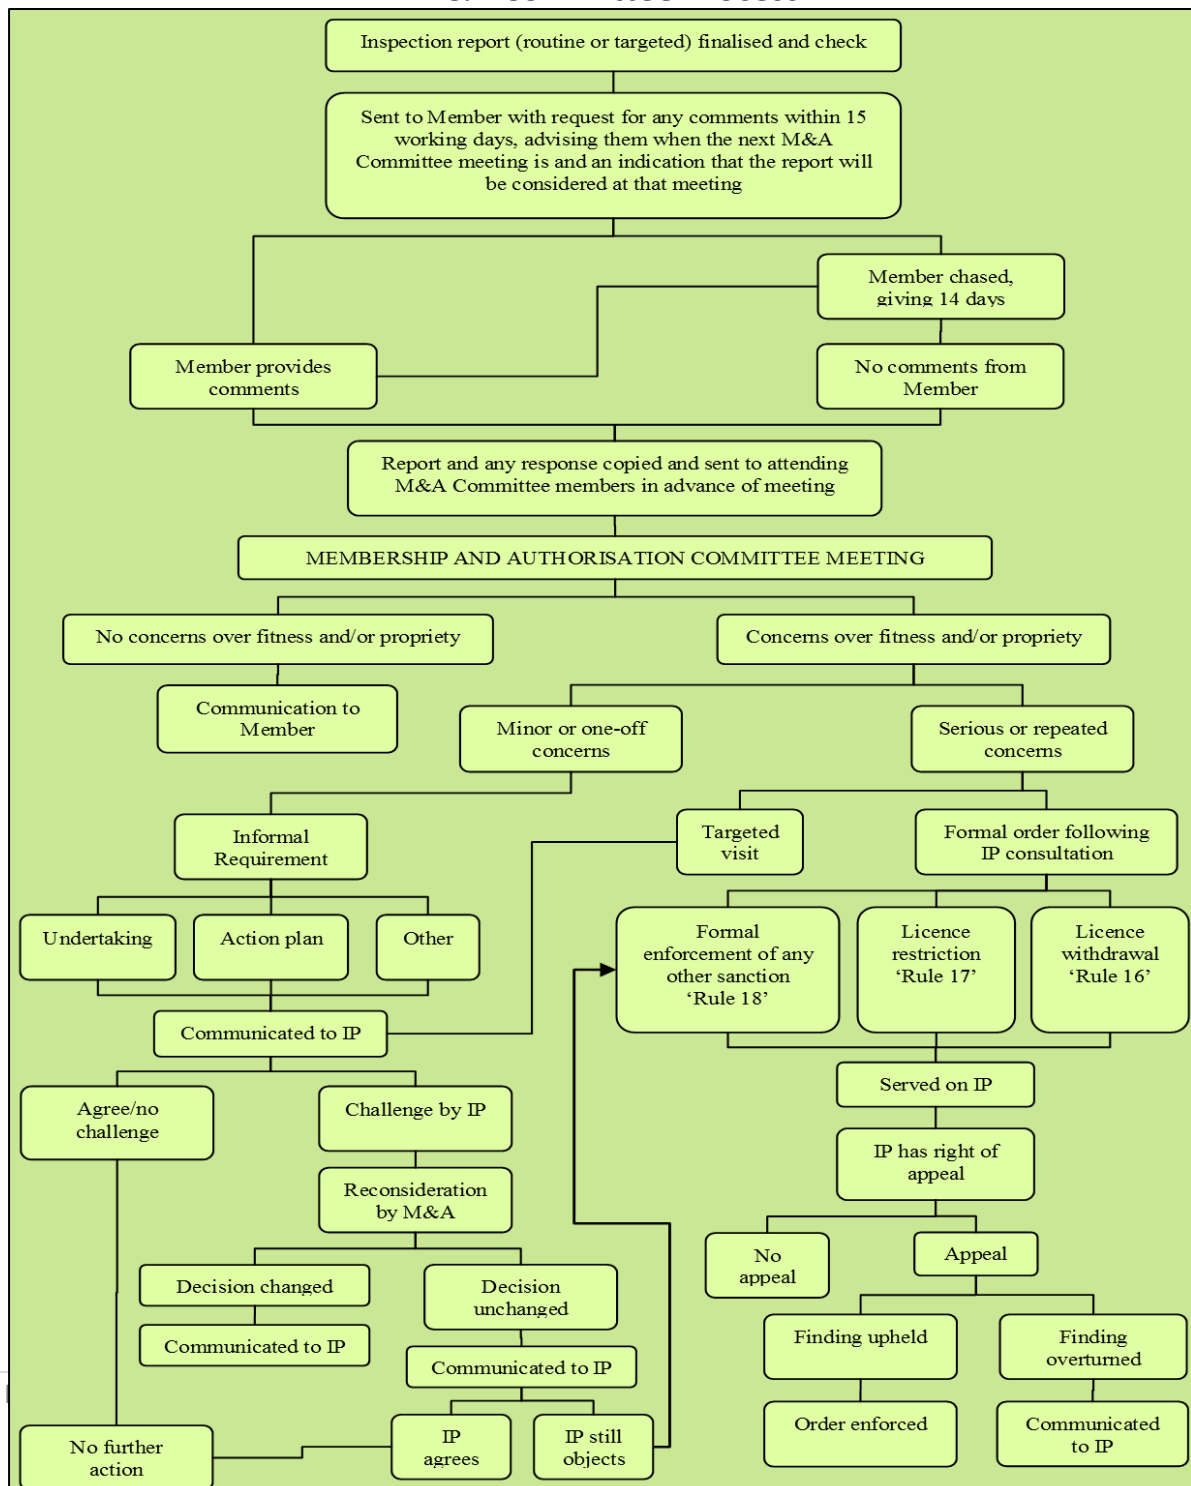 Inspection report (routine or targeted) finalised and check
Sent to Member with request for any comments within 15
working days, advising them when the next M&A
Committee meeting is and an indication that the report will
be considered at that meeting
Member chased,
giving 14 days
Member provides
comments
No comments from
Member
Report and any response copied and sent to attending
M&A Committee members in advance of meeting
MEMBERSHIP AND AUTHORISATION COMMITTEE MEETING
No concerns over fitness and/or propriety
Concerns over fitness and/or propriety
Communication to
Member
Minor or one-off
concerns
Serious or repeated
concerns
Informal
Requirement
Targeted
visit
Formal order following
IP consultation
Undertaking
Action plan
Other
Formal
enforcement of any
other sanction
‘Rule 18’
Licence
restriction
‘Rule 17’
Licence
withdrawal
‘Rule 16’
Communicated to IP
Served on IP
Agree/no
challenge
Challenge by IP
IP has right of
appeal
Reconsideration
by M&A
No
appeal
Appeal
Decision changed
Decision
unchanged
Communicated to IP
Communicated to IP
Finding upheld
Finding
overturned
Order enforced
Communicated
to IP
No further
action
IP
agrees
IP still
objects